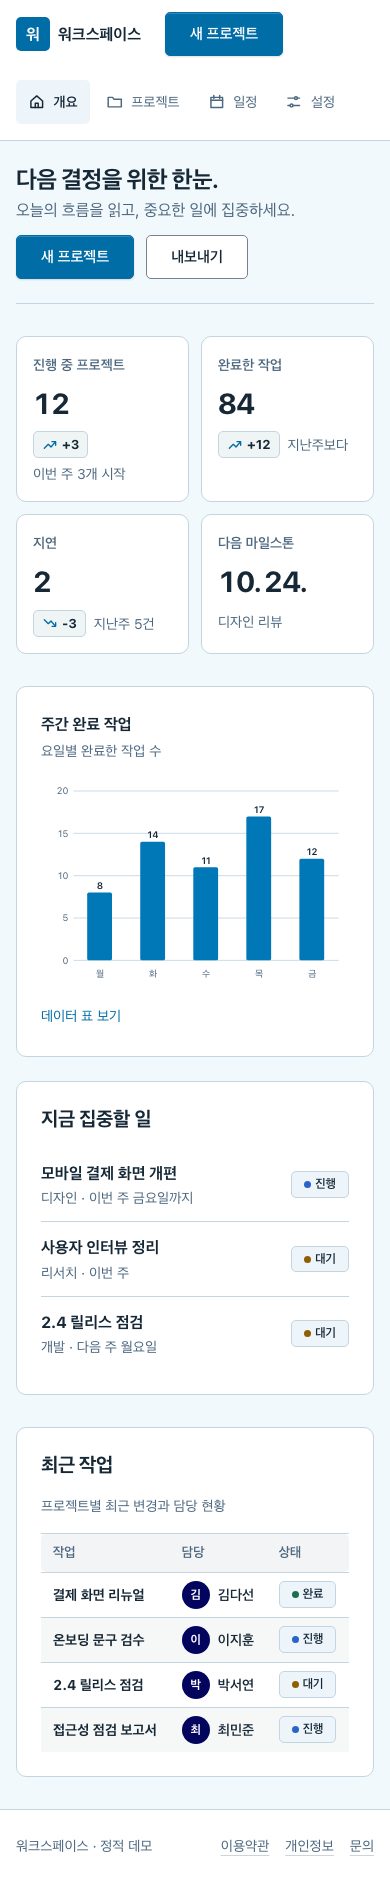 워 워크스페이스 새 프로젝트
개요 프로젝트 일정 설정
다음 결정을 위한 한눈.
오늘의 흐름을 읽고, 중요한 일에 집중하세요.
새 프로젝트 내보내기
진행 중 프로젝트
12
+3
이번 주 3개 시작
완료한 작업
84
+12 지난주보다
지연
2
-3 지난주 5건
다음 마일스톤
10.24.
디자인 리뷰
주간 완료 작업
요일별 완료한 작업 수
20
15
10
5
0
8
14
11
17
12
월 화 수 목 금
데이터 표 보기
지금 집중할 일
모바일 결제 화면 개편
디자인 · 이번 주 금요일까지
진행
사용자 인터뷰 정리
리서치 · 이번 주
대기
2.4 릴리스 점검
개발 · 다음 주 월요일
대기
최근 작업
프로젝트별 최근 변경과 담당 현황
작업 담당 상태
결제 화면 리뉴얼 김 김다선 완료
온보딩 문구 검수 이 이지훈 진행
2.4 릴리스 점검 박 박서연 대기
접근성 점검 보고서 최 최민준 진행
워크스페이스 · 정적 데모 이용약관 개인정보 문의